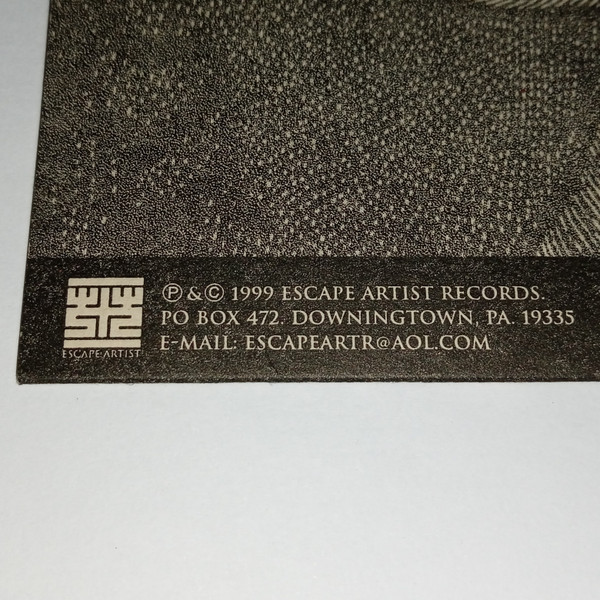 ℗ & © 1999 ESCAPE ARTIST RECORDS.
PO BOX 472. DOWNINGTOWN, PA. 19335
E-MAIL: ESCAPEARTR@AOL.COM
ESCAPE·ARTIST